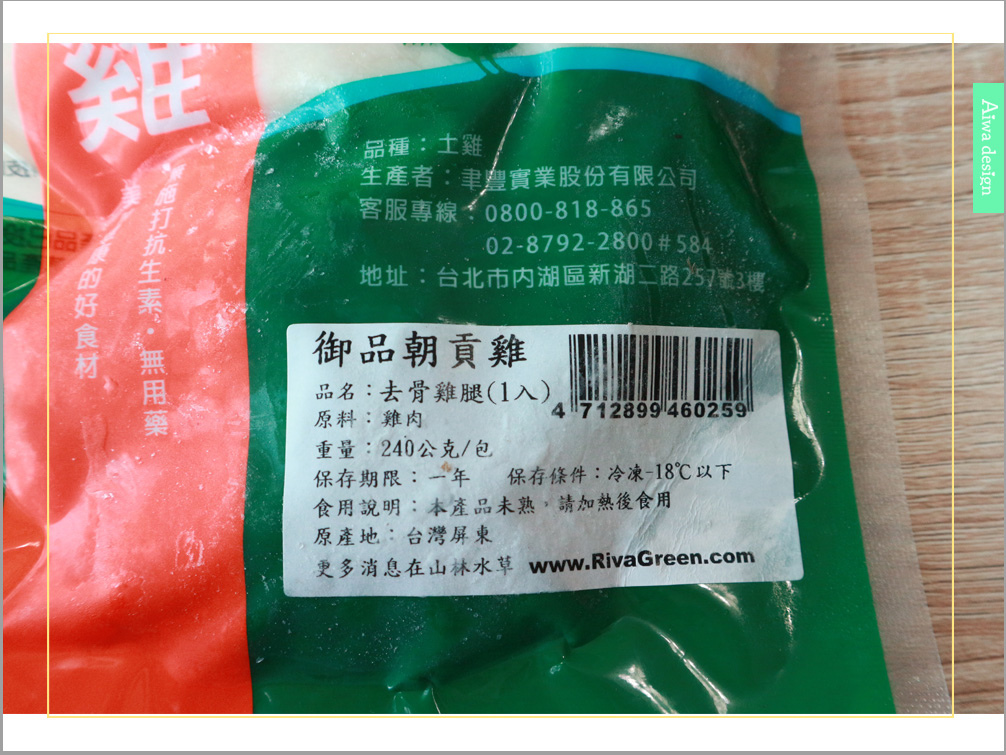 雞
品種：土雞
生產者：聿豐實業股份有限公司
客服專線：0800-818-865
02-8792-2800#584
地址：台北市內湖區新湖二路257號3樓
施打抗生素・無用藥
的好食材
御品朝貢雞
品名：去骨雞腿(1入)
原料：雞肉
重量：240公克/包
保存期限：一年　保存條件：冷凍-18℃以下
食用說明：本產品未熟，請加熱後食用
原產地：台灣屏東
更多消息在山林水草 www.RivaGreen.com
4 712899 460259
Aiwa design